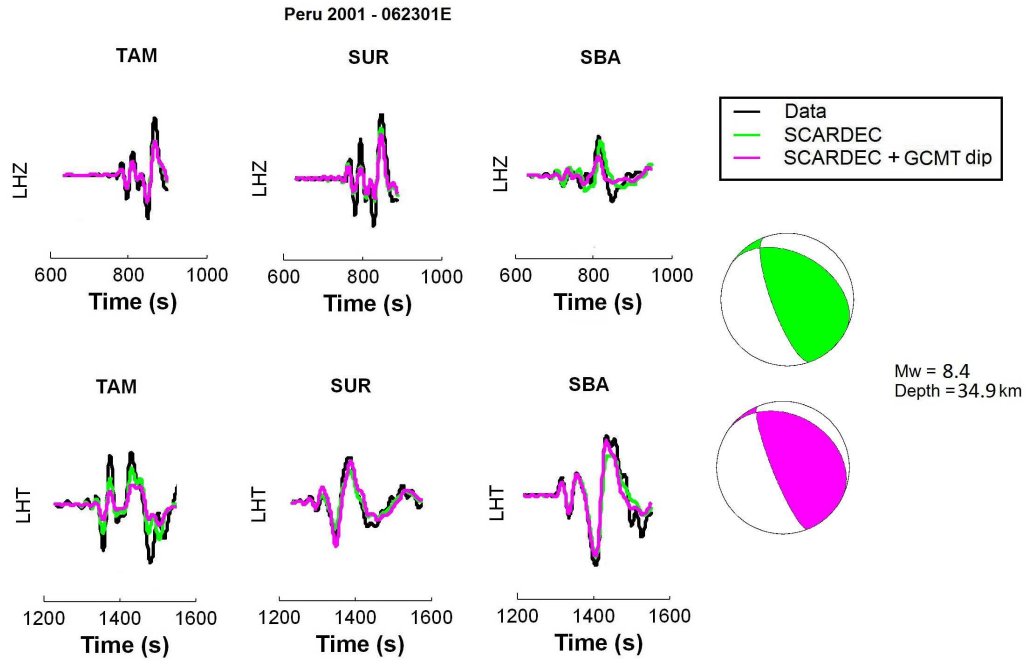 Peru 2001 - 062301E
TAM
SUR
SBA
Data
SCARDEC
SCARDEC + GCMT dip
LHZ
LHZ
LHZ
600 800 1000
600 800 1000
600 800 1000
Time (s)
Time (s)
Time (s)
Mw = 8.4
Depth = 34.9 km
TAM
SUR
SBA
LHT
LHT
LHT
1200 1400 1600
1200 1400 1600
1200 1400 1600
Time (s)
Time (s)
Time (s)